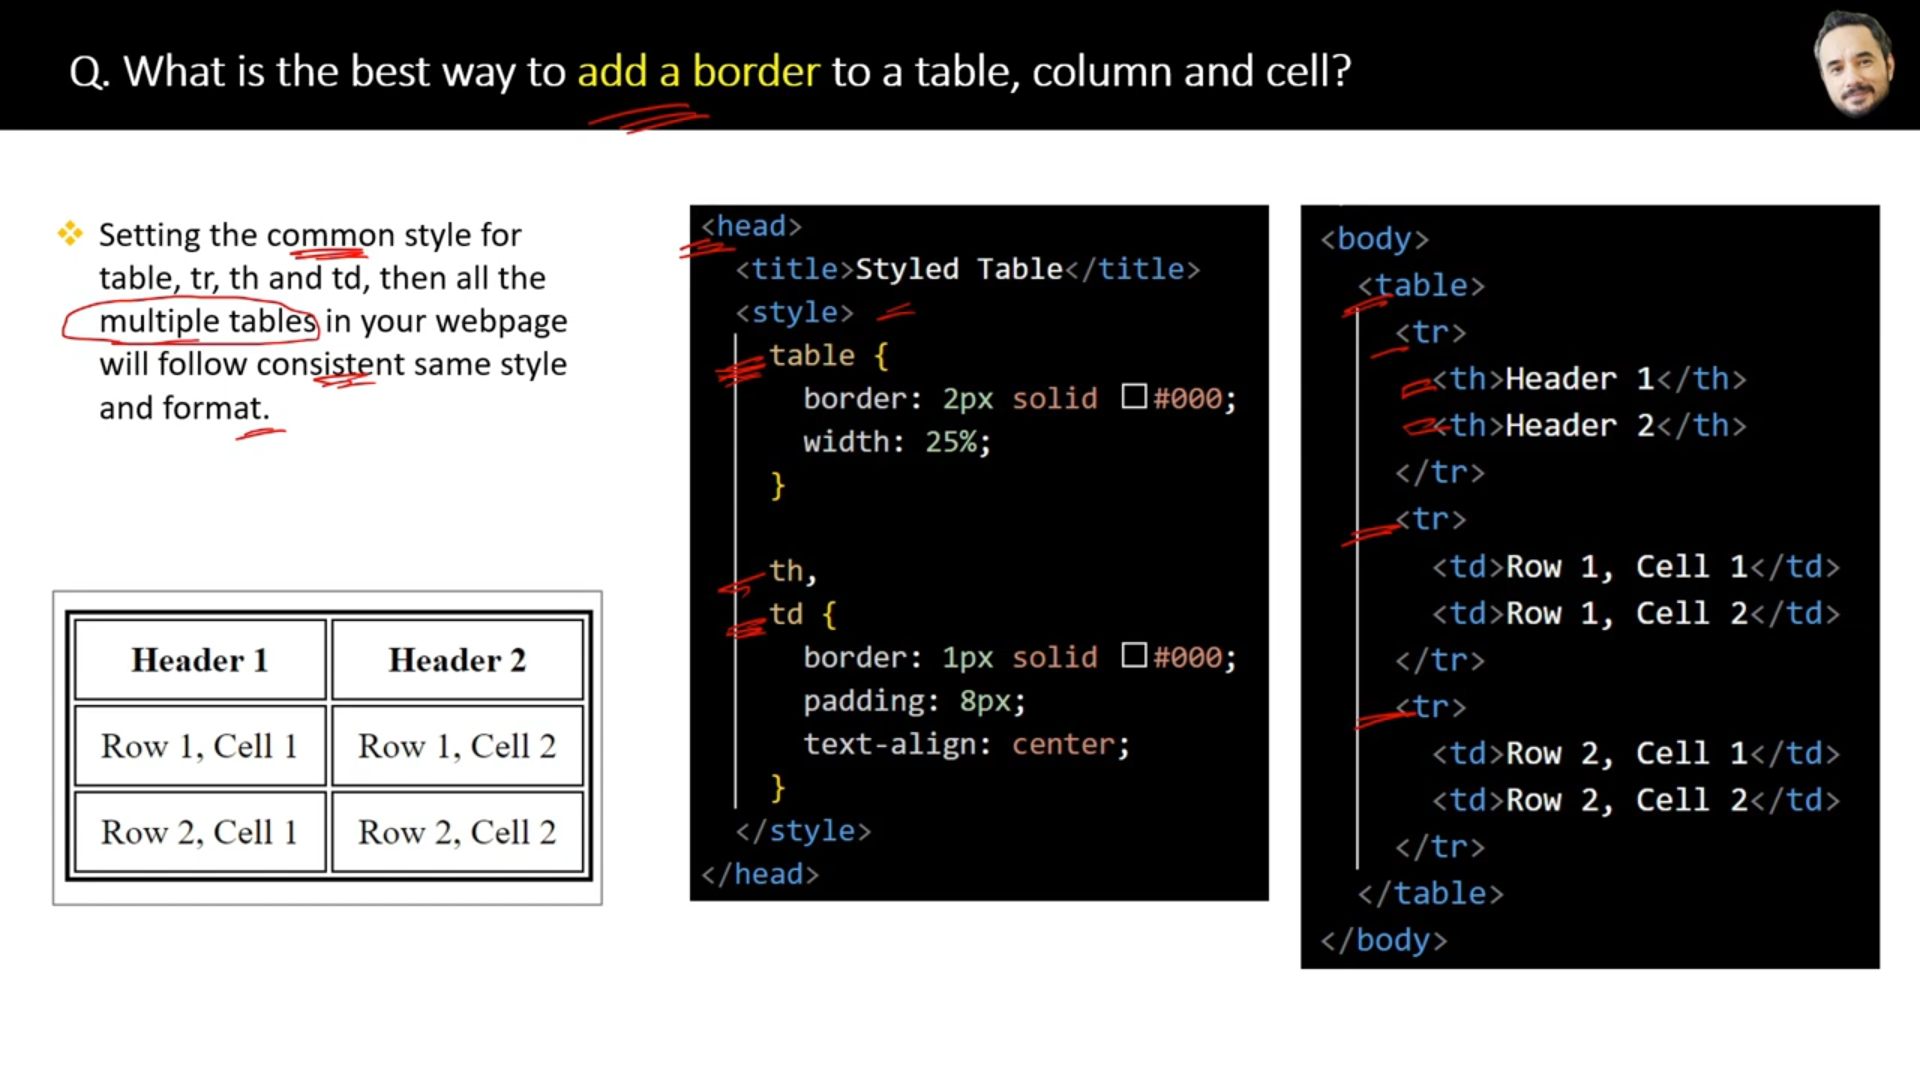 Q. What is the best way to add a border to a table, column and cell?
Setting the common style for
table, tr, th and td, then all the
multiple tables in your webpage
will follow consistent same style
and format.
Header 1 Header 2
Row 1, Cell 1 Row 1, Cell 2
Row 2, Cell 1 Row 2, Cell 2
<head>
<title>Styled Table</title>
<style>
table {
border: 2px solid #000;
width: 25%;
}
th,
td {
border: 1px solid #000;
padding: 8px;
text-align: center;
}
</style>
</head>
<body>
<table>
<tr>
<th>Header 1</th>
<th>Header 2</th>
</tr>
<tr>
<td>Row 1, Cell 1</td>
<td>Row 1, Cell 2</td>
</tr>
<tr>
<td>Row 2, Cell 1</td>
<td>Row 2, Cell 2</td>
</tr>
</table>
</body>